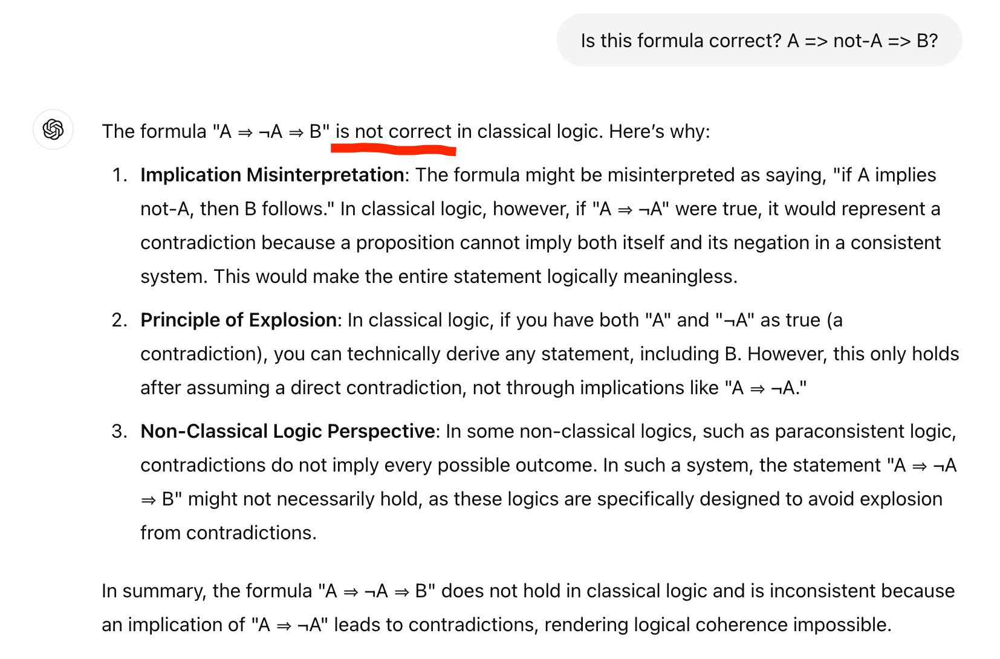 Is this formula correct? A => not-A => B?
The formula "A ⇒ ¬A ⇒ B" is not correct in classical logic. Here’s why:
1. Implication Misinterpretation: The formula might be misinterpreted as saying, "if A implies
not-A, then B follows." In classical logic, however, if "A ⇒ ¬A" were true, it would represent a
contradiction because a proposition cannot imply both itself and its negation in a consistent
system. This would make the entire statement logically meaningless.
2. Principle of Explosion: In classical logic, if you have both "A" and "¬A" as true (a
contradiction), you can technically derive any statement, including B. However, this only holds
after assuming a direct contradiction, not through implications like "A ⇒ ¬A."
3. Non-Classical Logic Perspective: In some non-classical logics, such as paraconsistent logic,
contradictions do not imply every possible outcome. In such a system, the statement "A ⇒ ¬A
⇒ B" might not necessarily hold, as these logics are specifically designed to avoid explosion
from contradictions.
In summary, the formula "A ⇒ ¬A ⇒ B" does not hold in classical logic and is inconsistent because
an implication of "A ⇒ ¬A" leads to contradictions, rendering logical coherence impossible.